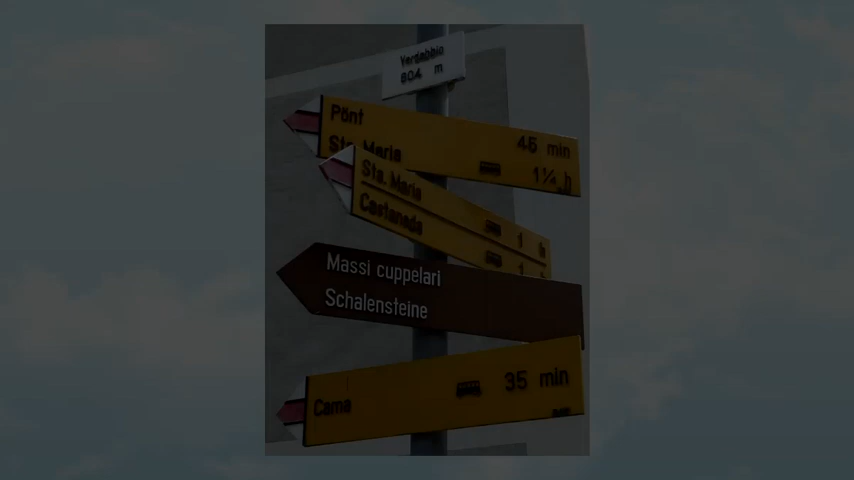 Verdabbio
604 m
Pönt 45 min
Sta. Maria 1¼ h
Sta. Maria 1 h
Castaneda 1
Massi cuppelari
Schalensteine
Cama 35 min